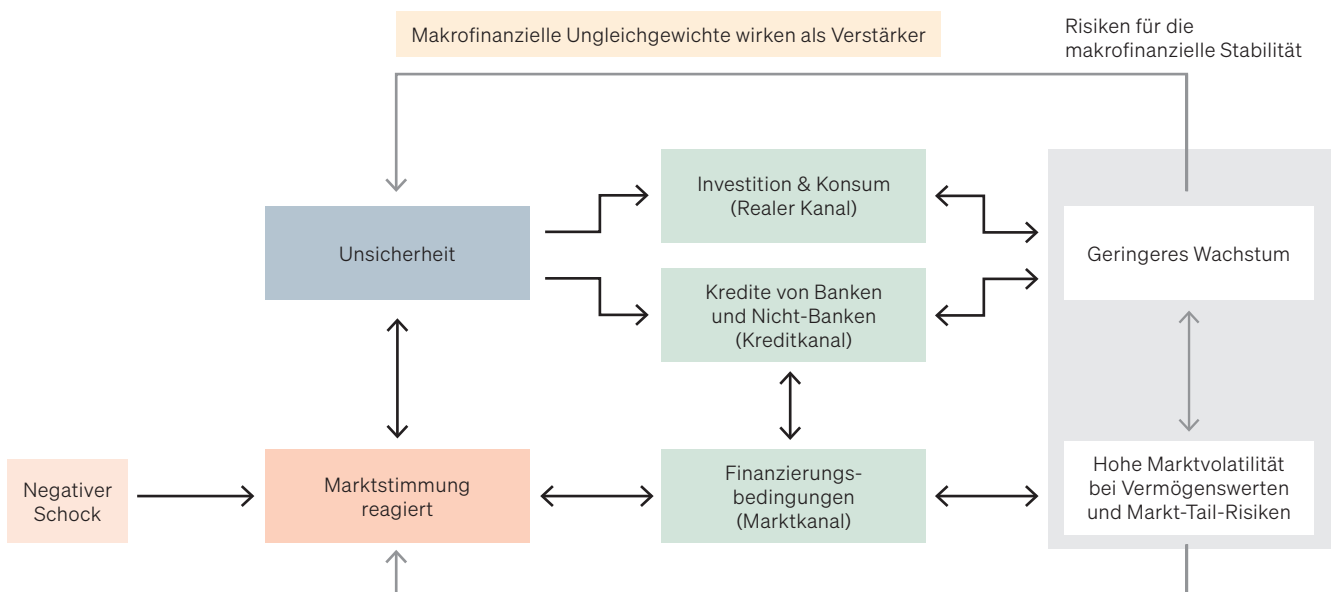 Makrofinanzielle Ungleichgewichte wirken als Verstärker
Risiken für die
makrofinanzielle Stabilität
Investition & Konsum
(Realer Kanal)
Unsicherheit
Geringeres Wachstum
Kredite von Banken
und Nicht-Banken
(Kreditkanal)
Negativer
Schock
Marktstimmung
reagiert
Finanzierungs-
bedingungen
(Marktkanal)
Hohe Marktvolatilität
bei Vermögenswerten
und Markt-Tail-Risiken